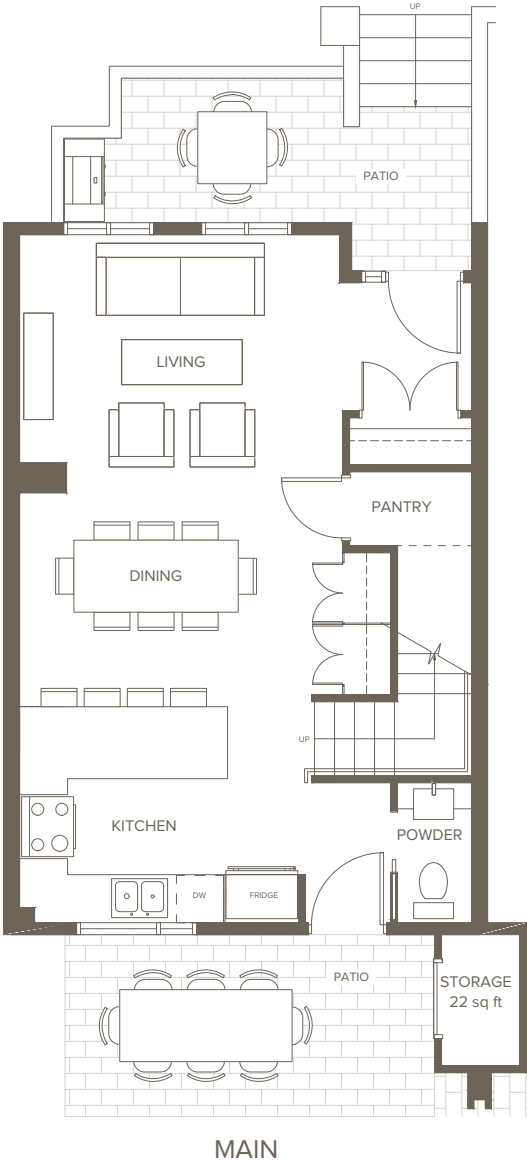 UP
PATIO
LIVING
PANTRY
DINING
UP
KITCHEN
POWDER
DW
FRIDGE
PATIO
STORAGE
22 sq ft
MAIN